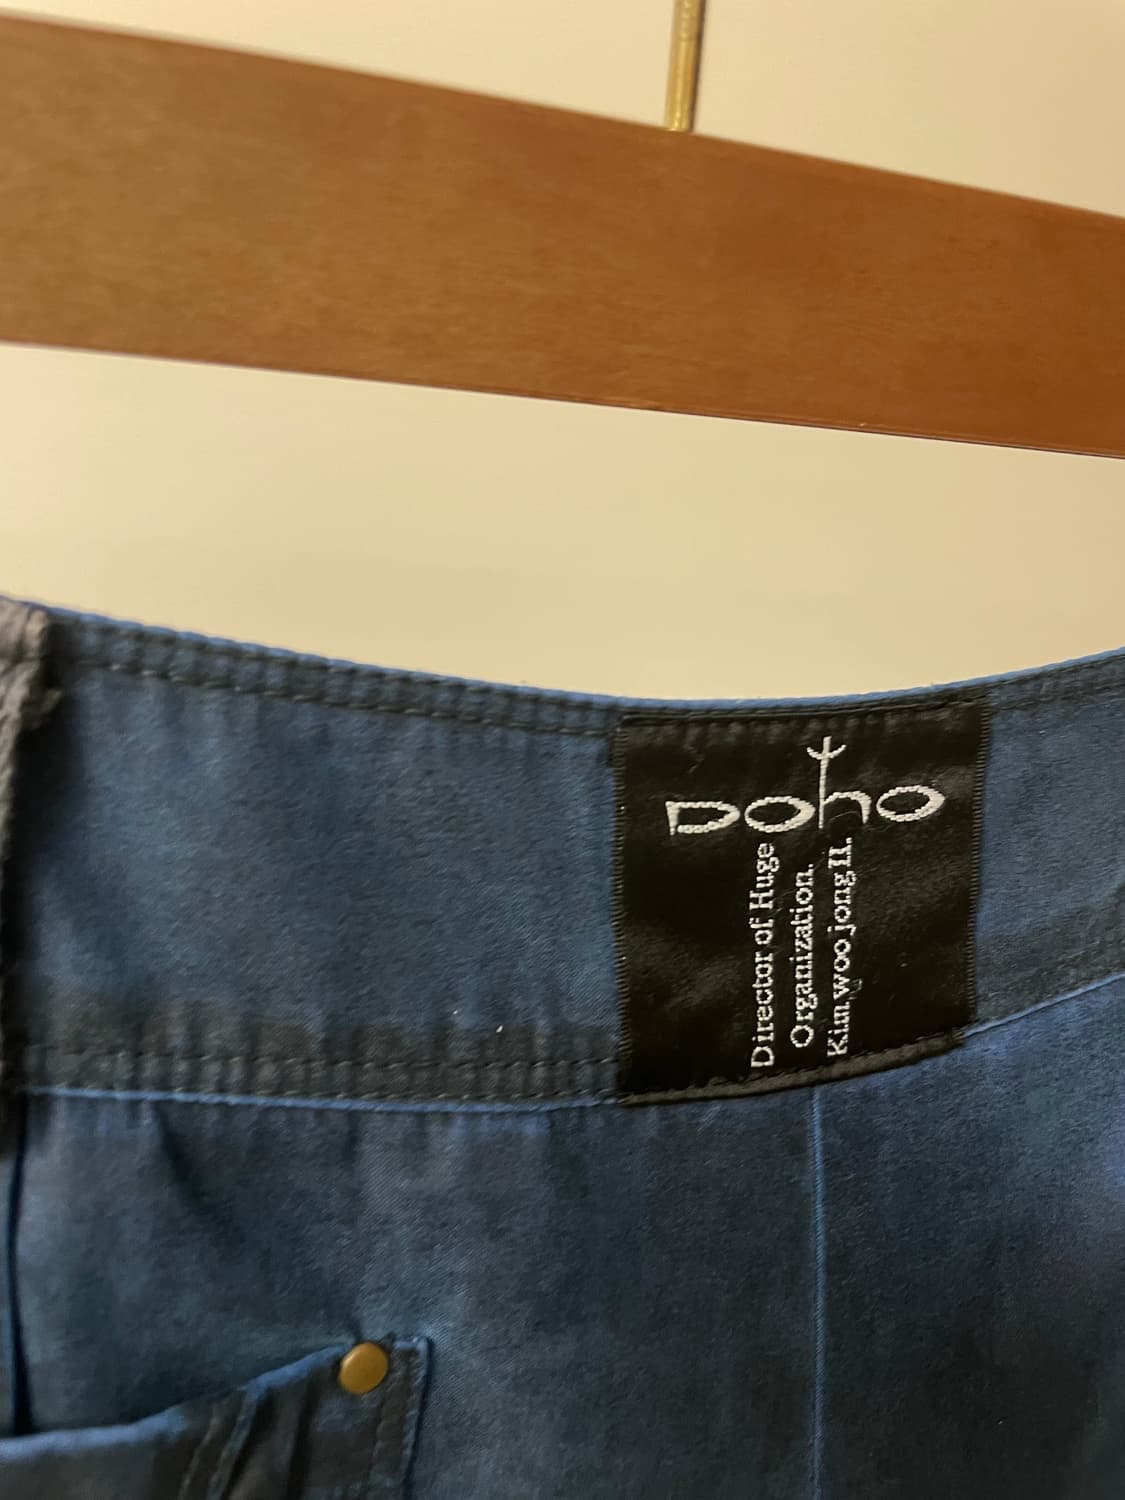 DOHO
Director of Huge
Organization.
Kim woo jong II.